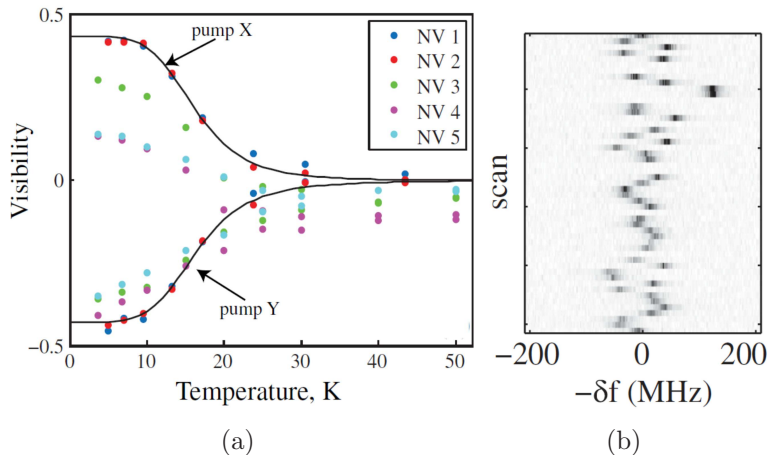 0.5
pump X
NV 1
NV 2
NV 3
NV 4
NV 5
Visibility
0
pump Y
−0.5
0 10 20 30 40 50
Temperature, K
(a)
scan
−200 0 200
−δf (MHz)
(b)